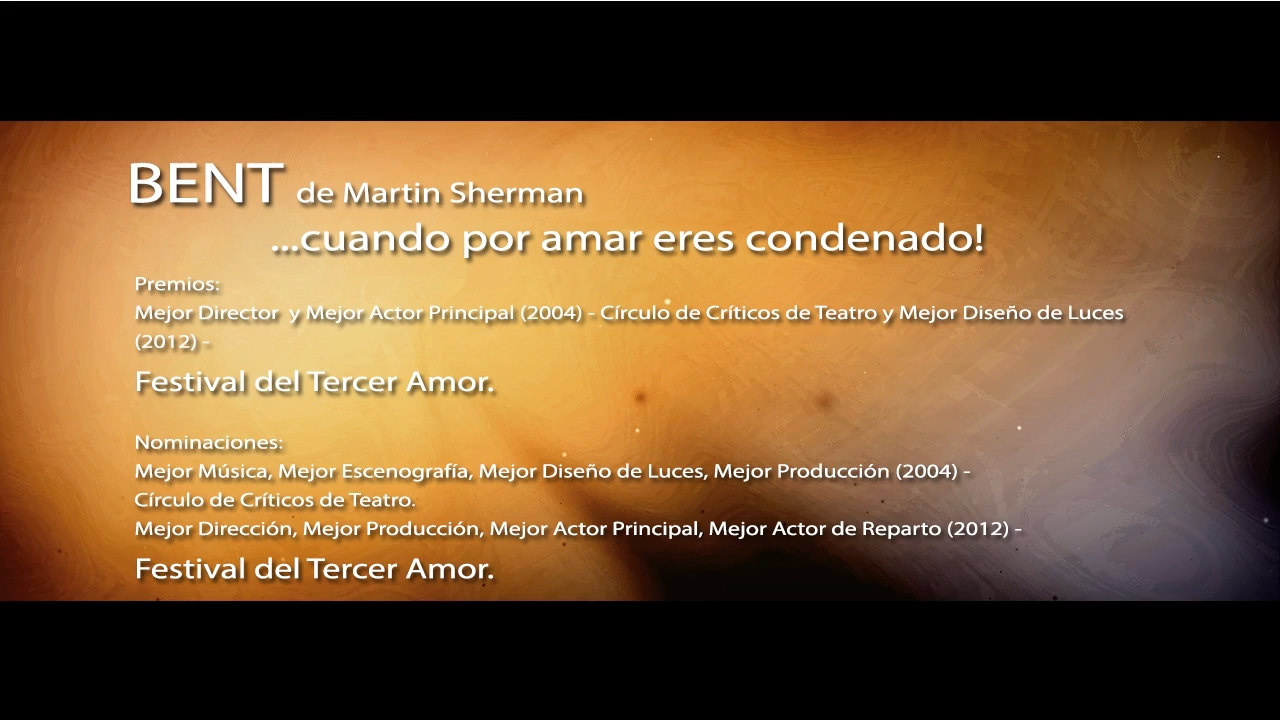 BENT de Martin Sherman
...cuando por amar eres condenado!
Premios:
Mejor Director y Mejor Actor Principal (2004) - Círculo de Críticos de Teatro y Mejor Diseño de Luces
(2012) -
Festival del Tercer Amor.
Nominaciones:
Mejor Música, Mejor Escenografía, Mejor Diseño de Luces, Mejor Producción (2004) -
Círculo de Críticos de Teatro.
Mejor Dirección, Mejor Producción, Mejor Actor Principal, Mejor Actor de Reparto (2012) -
Festival del Tercer Amor.